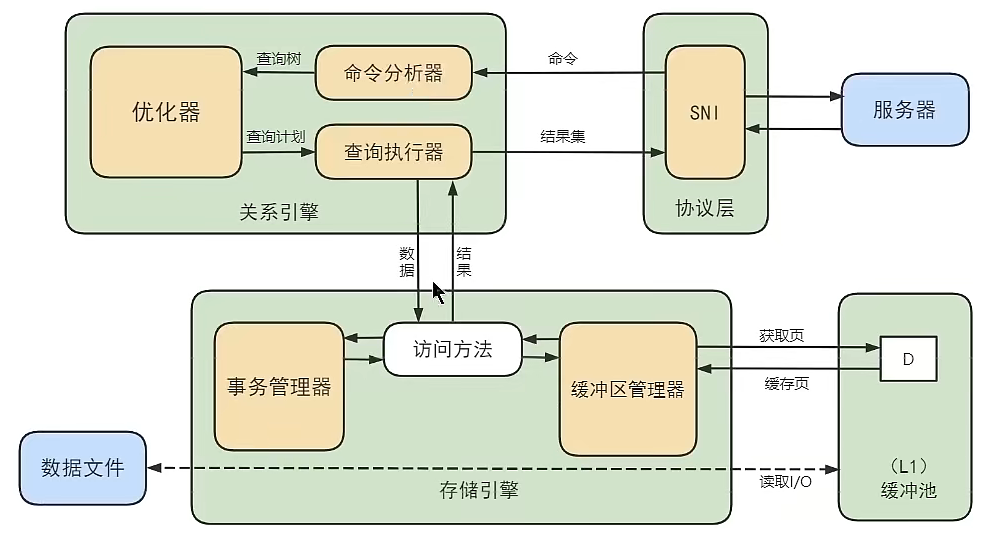 查询树
命令分析器
命令
优化器
SNI
服务器
查询计划
查询执行器
结果集
关系引擎
协议层
数
据
结
果
访问方法
获取页
D
事务管理器
缓冲区管理器
缓存页
数据文件
（L1）
缓冲池
读取I/O
存储引擎